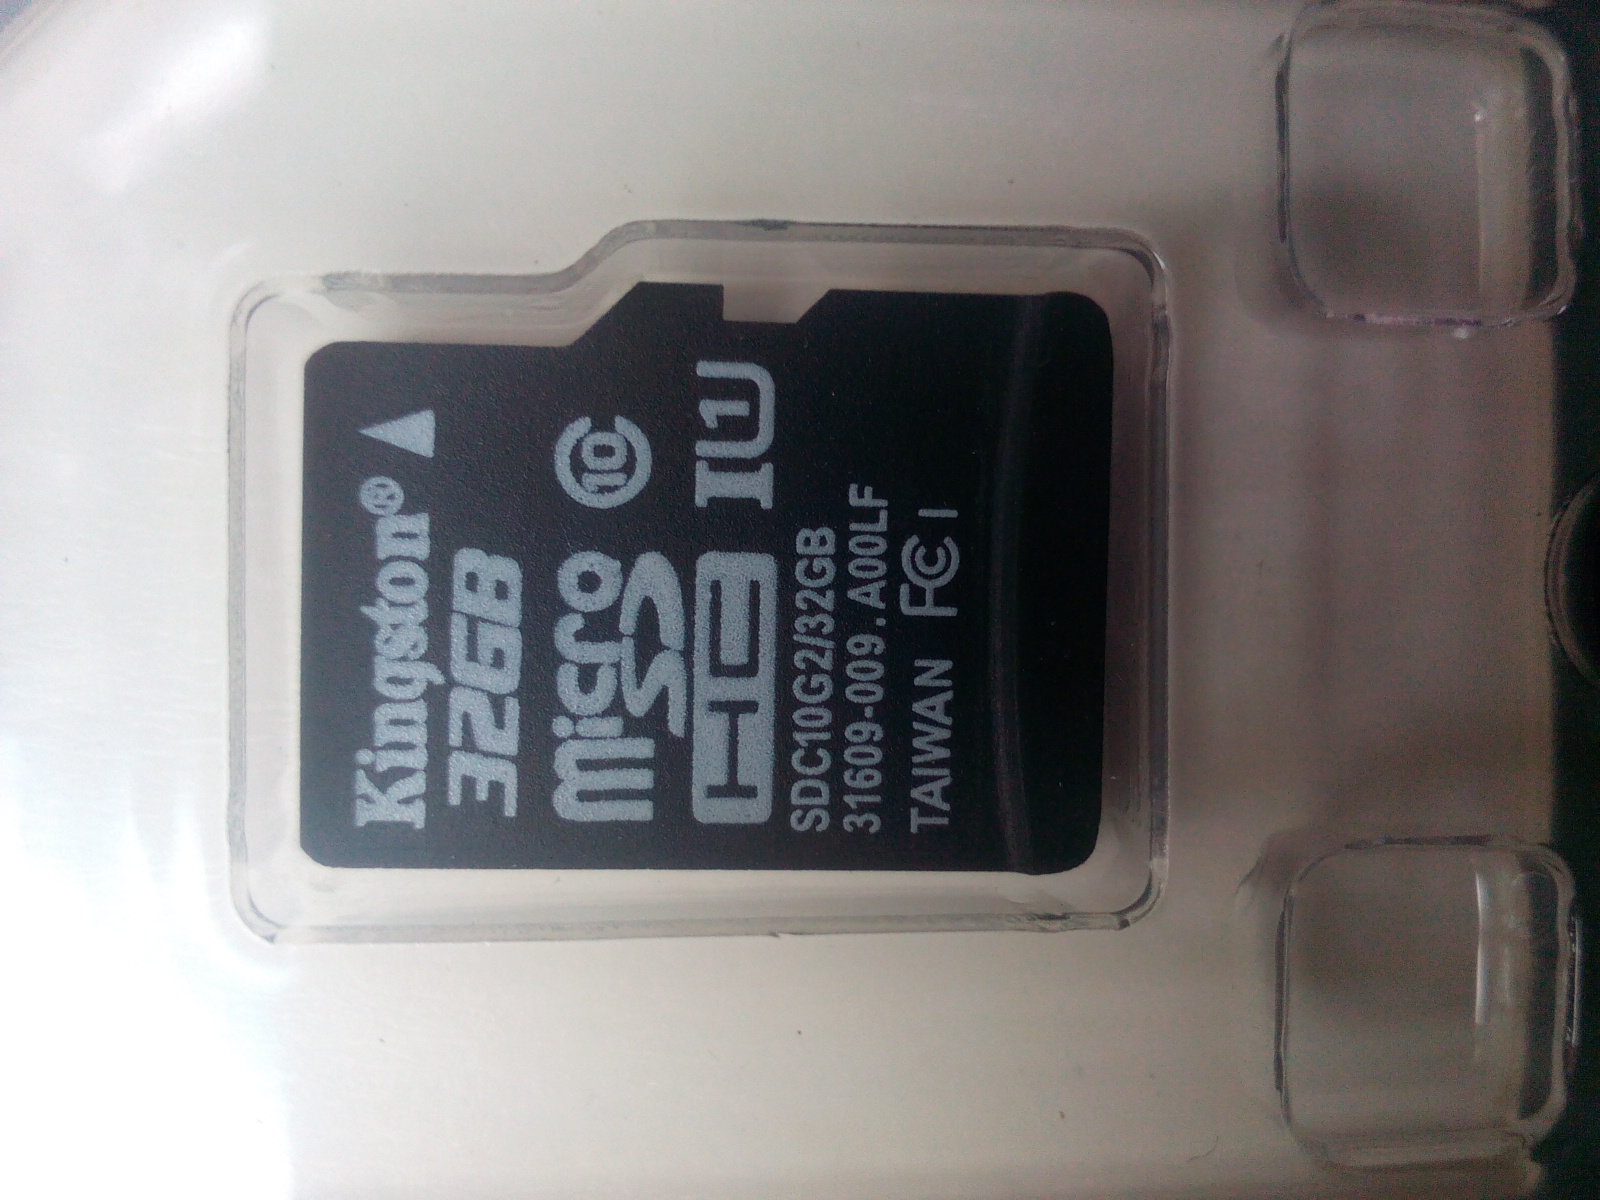 Kingston®
32GB
micro
SD
HC I U1
10
SDC10G2/32GB
31609-009.A00LF
TAIWAN FC I